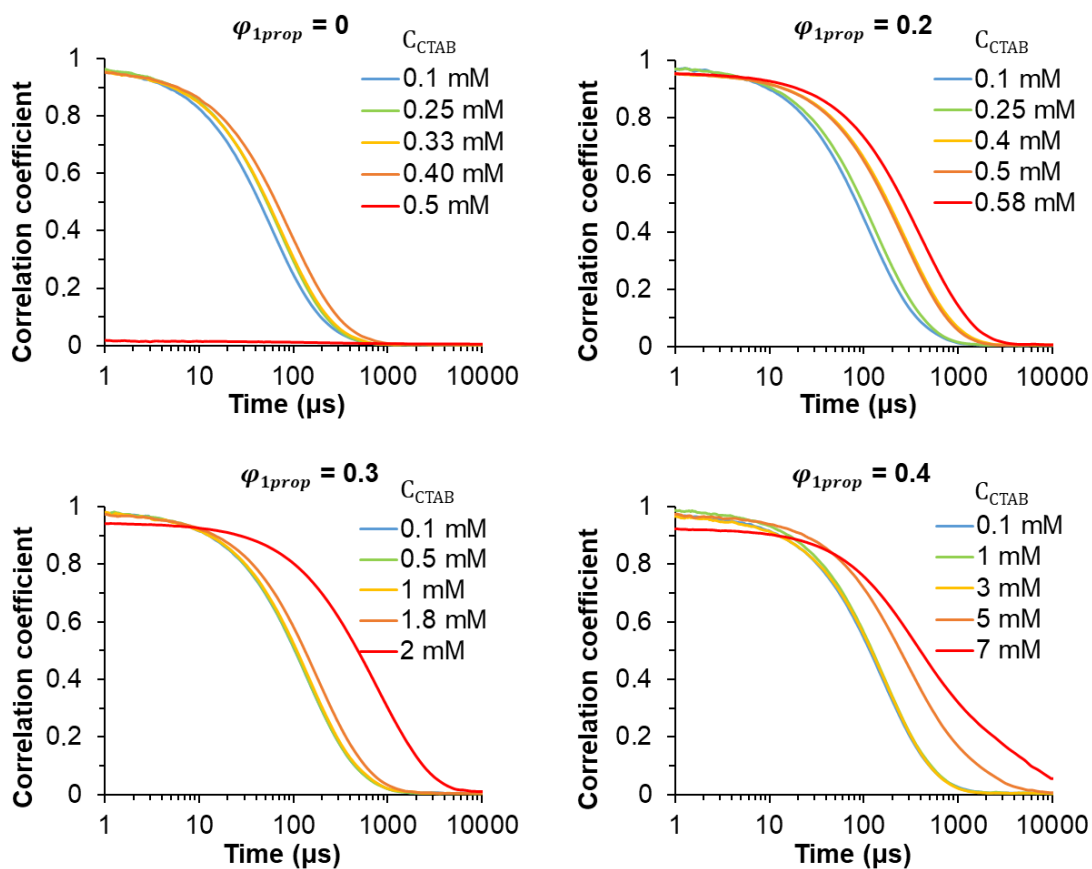 φ1prop = 0
CCTAB
0.1 mM
0.25 mM
0.33 mM
0.40 mM
0.5 mM
Correlation coefficient
1
0.8
0.6
0.4
0.2
0
1 10 100 1000 10000
Time (µs)
φ1prop = 0.2
CCTAB
0.1 mM
0.25 mM
0.4 mM
0.5 mM
0.58 mM
Correlation coefficient
1
0.8
0.6
0.4
0.2
0
1 10 100 1000 10000
Time (µs)
φ1prop = 0.3
CCTAB
0.1 mM
0.5 mM
1 mM
1.8 mM
2 mM
Correlation coefficient
1
0.8
0.6
0.4
0.2
0
1 10 100 1000 10000
Time (µs)
φ1prop = 0.4
CCTAB
0.1 mM
1 mM
3 mM
5 mM
7 mM
Correlation coefficient
1
0.8
0.6
0.4
0.2
0
1 10 100 1000 10000
Time (µs)